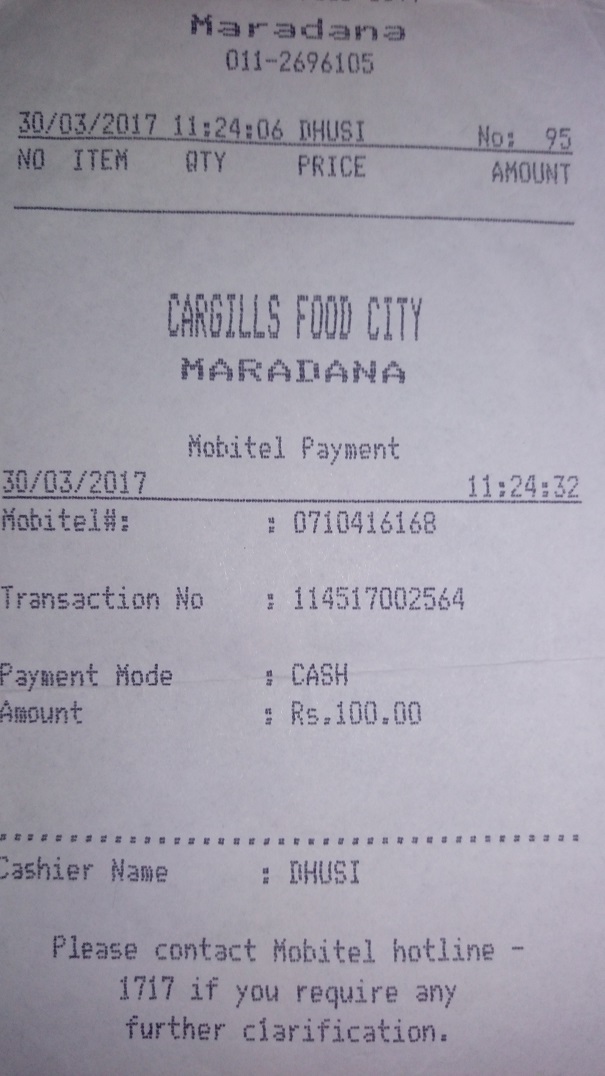 Maradana
011-2696105
30/03/2017 11:24:06 DHUSI No: 95
NO ITEM QTY PRICE AMOUNT
CARGILLS FOOD CITY
MARADANA
Mobitel Payment
30/03/2017 11:24:32
Mobitel#: : 0710416168
Transaction No : 114517002564
Payment Mode : CASH
Amount : Rs.100.00
Cashier Name : DHUSI
Please contact Mobitel hotline -
1717 if you require any
further clarification.